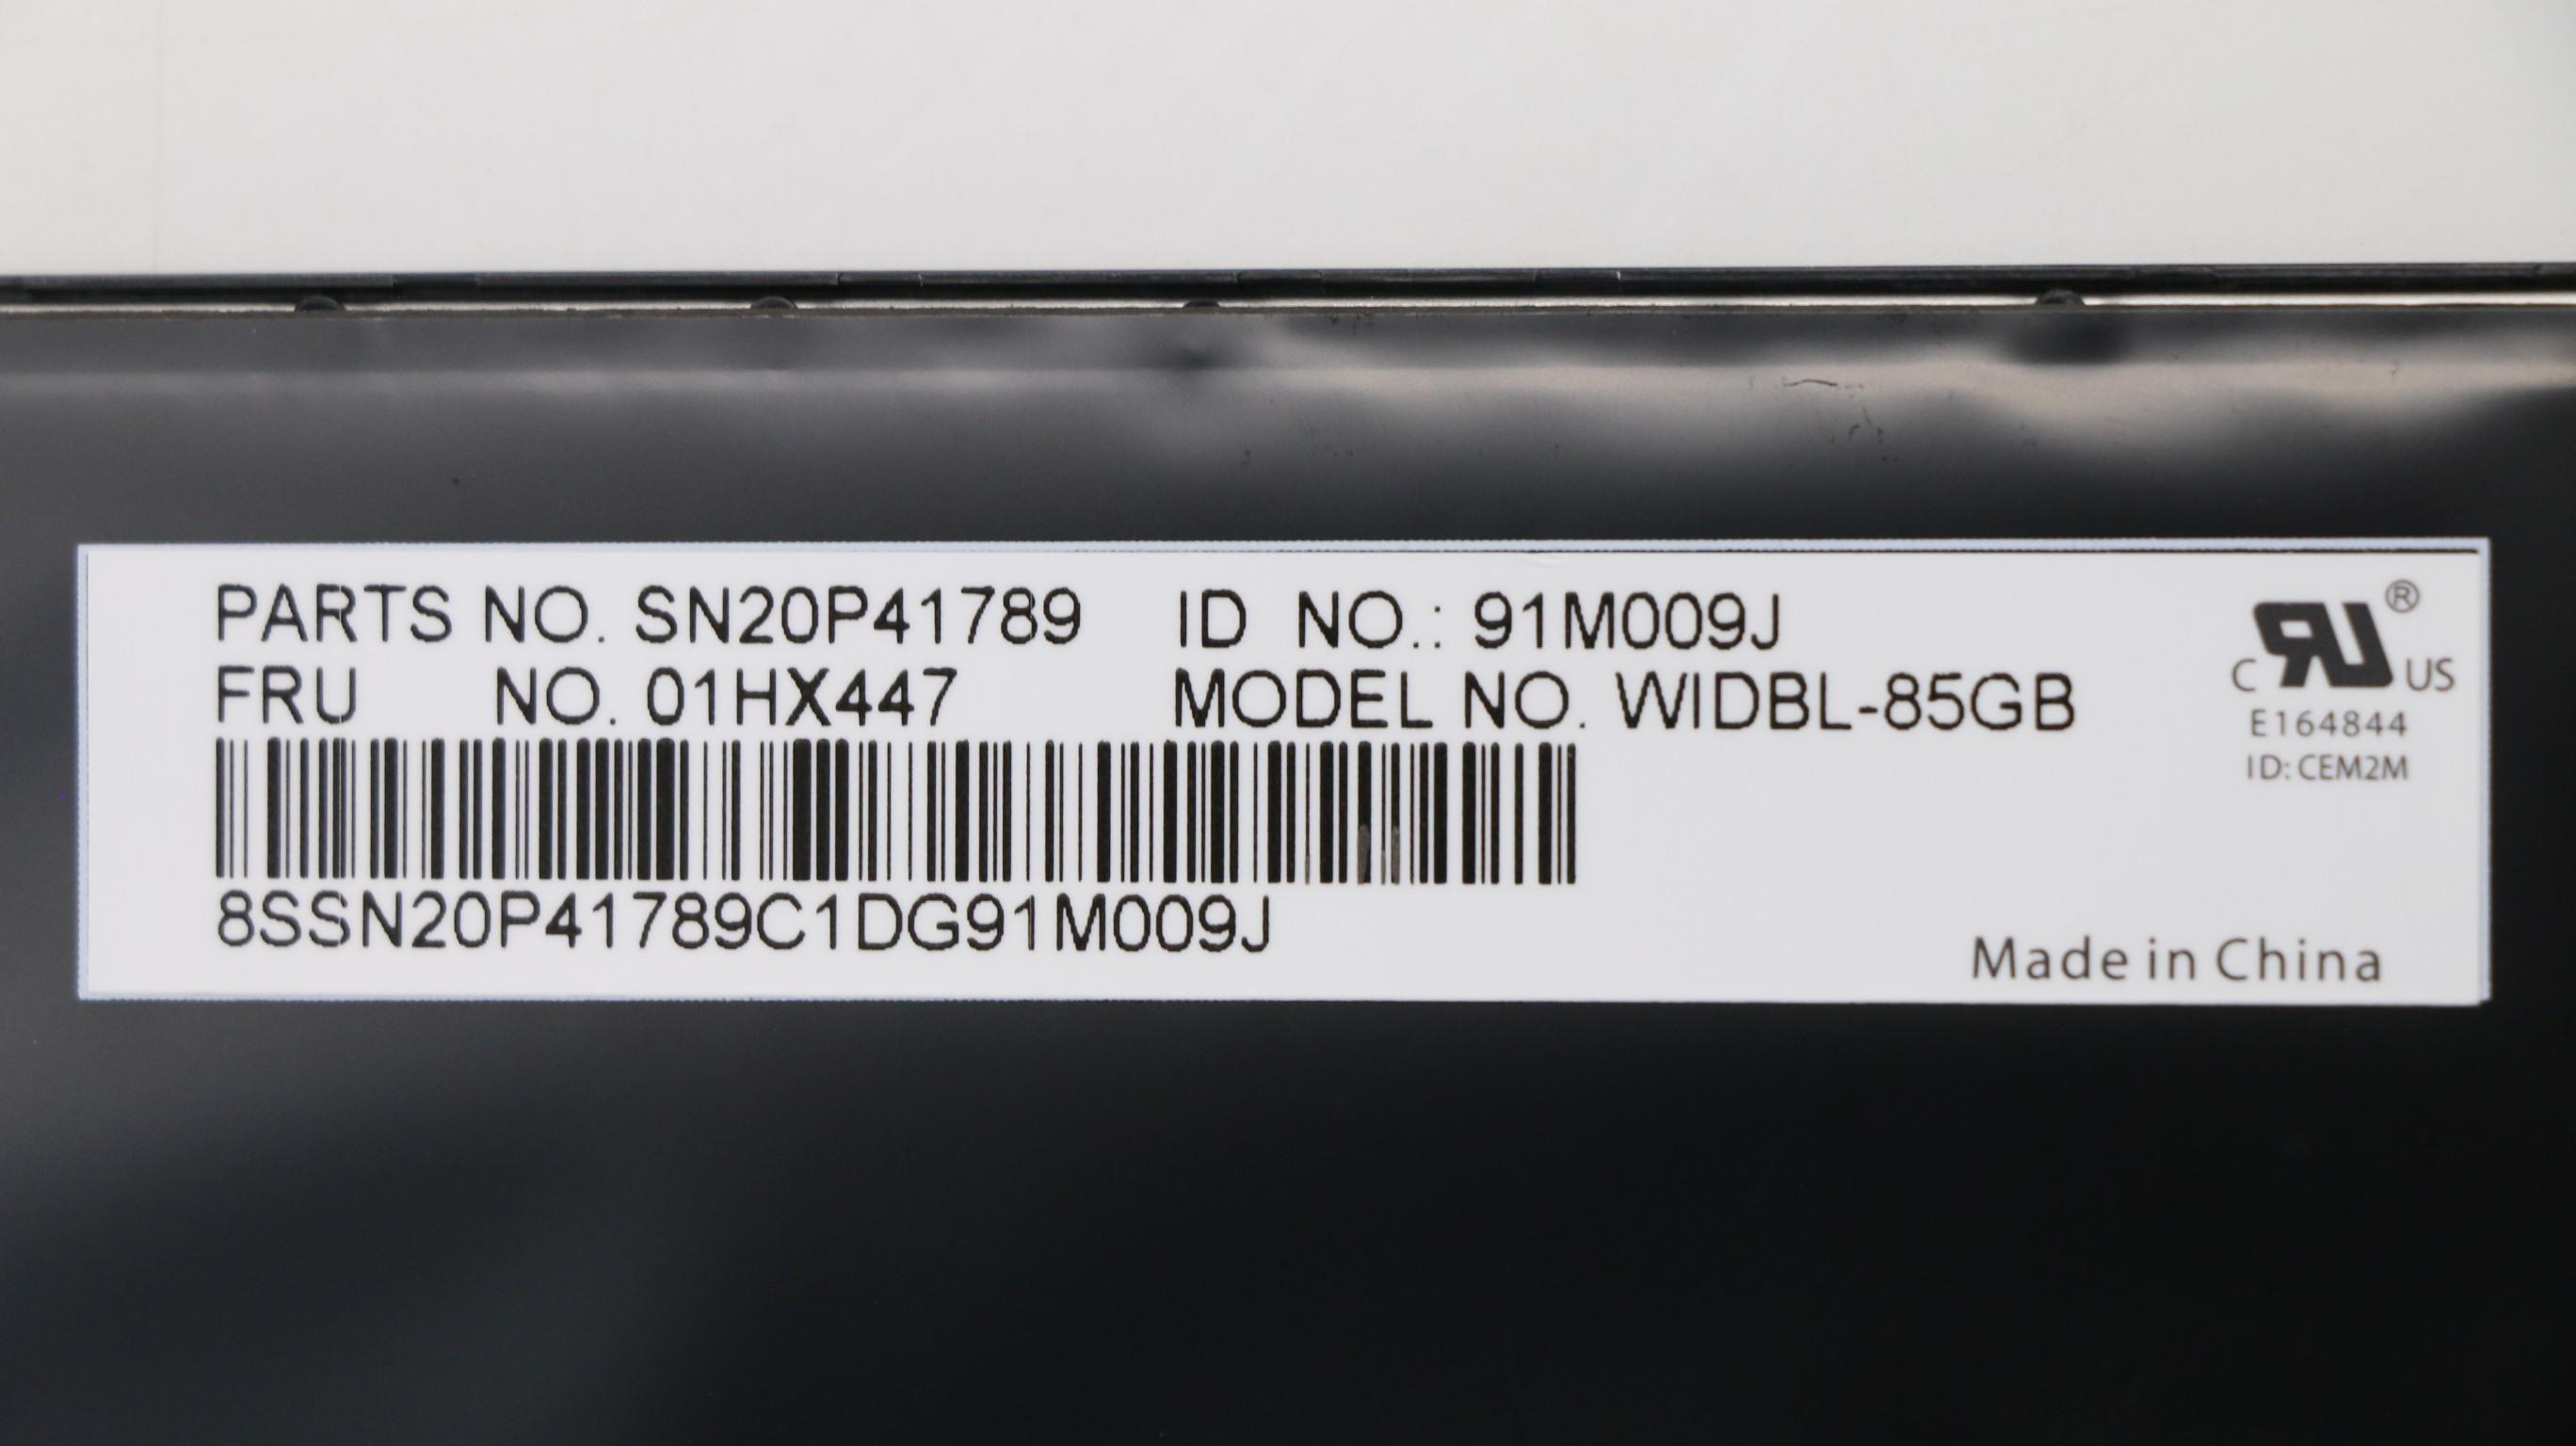 PARTS NO. SN20P41789 ID NO.: 91M009J
FRU NO. 01HX447 MODEL NO. WIDBL-85GB
8SSN20P41789C1DG91M009J
C RU ® US
E164844
ID: CEM2M
Made in China